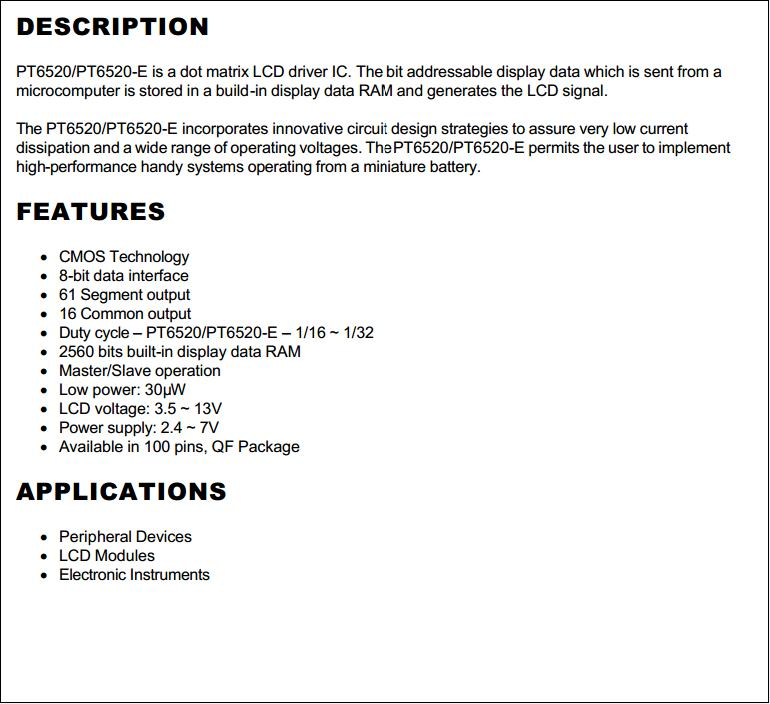 DESCRIPTION
PT6520/PT6520-E is a dot matrix LCD driver IC. The bit addressable display data which is sent from a
microcomputer is stored in a build-in display data RAM and generates the LCD signal.
The PT6520/PT6520-E incorporates innovative circuit design strategies to assure very low current
dissipation and a wide range of operating voltages. The PT6520/PT6520-E permits the user to implement
high-performance handy systems operating from a miniature battery.
FEATURES
• CMOS Technology
• 8-bit data interface
• 61 Segment output
• 16 Common output
• Duty cycle – PT6520/PT6520-E – 1/16 ~ 1/32
• 2560 bits built-in display data RAM
• Master/Slave operation
• Low power: 30µW
• LCD voltage: 3.5 ~ 13V
• Power supply: 2.4 ~ 7V
• Available in 100 pins, QF Package
APPLICATIONS
• Peripheral Devices
• LCD Modules
• Electronic Instruments